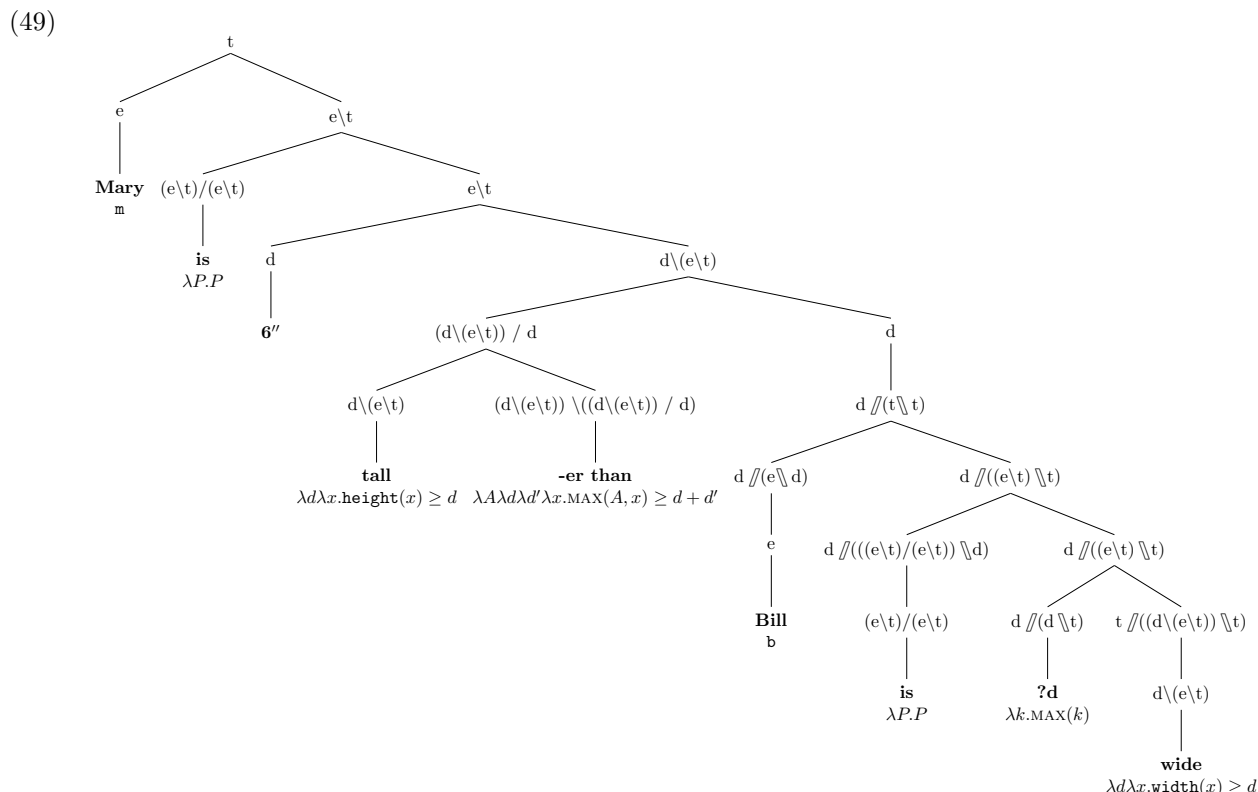 (49)
t
e e\t
Mary (e\t)/(e\t) e\t
m
is d d\(e\t)
λP.P
6′′ (d\(e\t)) / d d
d\(e\t) (d\(e\t)) \((d\(e\t)) / d) d ⫽(t⑊ t)
tall -er than d ⫽(e⑊ d) d ⫽((e\t) ⑊t)
λdλx.height(x) ≥ d λAλdλd′λx.MAX(A, x) ≥ d + d′
e d ⫽(((e\t)/(e\t)) ⑊d) d ⫽((e\t) ⑊t)
Bill (e\t)/(e\t) d ⫽(d ⑊t) t ⫽((d\(e\t)) ⑊t)
b
is ?d d\(e\t)
λP.P λk.MAX(k)
wide
λdλx.width(x) ≥ d